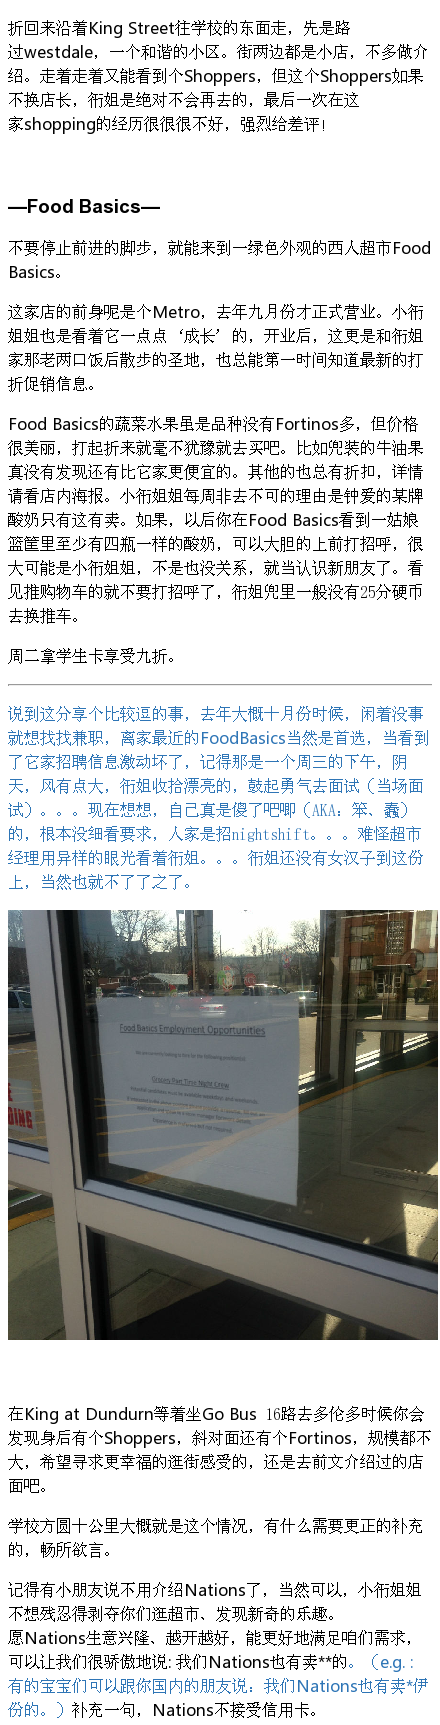 折回来沿着King Street往学校的东面走，先是路
过westdale，一个和谐的小区。街两边都是小店，不多做介
绍。走着走着又能看到个Shoppers，但这个Shoppers如果
不换店长，衔姐是绝对不会再去的，最后一次在这
家shopping的经历很很很不好，强烈给差评!
—Food Basics—
不要停止前进的脚步，就能来到一绿色外观的西人超市Food
Basics。
这家店的前身呢是个Metro，去年九月份才正式营业。小衔
姐姐也是看着它一点点‘成长’的，开业后，这更是和衔姐
家那老两口饭后散步的圣地，也总能第一时间知道最新的打
折促销信息。
Food Basics的蔬菜水果虽是品种没有Fortinos多，但价格
很美丽，打起折来就毫不犹豫就去买吧。比如兜装的牛油果
真没有发现还有比它家更便宜的。其他的也总有折扣，详情
请看店内海报。小衔姐姐每周非去不可的理由是钟爱的某牌
酸奶只有这有卖。如果，以后你在Food Basics看到一姑娘
篮筐里至少有四瓶一样的酸奶，可以大胆的上前打招呼，很
大可能是小衔姐姐，不是也没关系，就当认识新朋友了。看
见推购物车的就不要打招呼了，衔姐兜里一般没有25分硬币
去换推车。
周二拿学生卡享受九折。
说到这分享个比较逗的事，去年大概十月份时候，闲着没事
就想找找兼职，离家最近的FoodBasics当然是首选，当看到
了它家招聘信息激动坏了，记得那是一个周三的下午，阴
天，风有点大，衔姐收拾漂亮的，鼓起勇气去面试（当场面
试）。。。现在想想，自己真是傻了吧唧（AKA：笨、蠢）
的，根本没细看要求，人家是招nightshift。。。难怪超市
经理用异样的眼光看着衔姐。。。衔姐还没有女汉子到这份
上，当然也就不了了之了。
Food Basics Employment Opportunities
Grocery Part Time Night Crew
在King at Dundurn等着坐Go Bus 16路去多伦多时候你会
发现身后有个Shoppers，斜对面还有个Fortinos，规模都不
大，希望寻求更幸福的逛街感受的，还是去前文介绍过的店
面吧。
学校方圆十公里大概就是这个情况，有什么需要更正的补充
的，畅所欲言。
记得有小朋友说不用介绍Nations了，当然可以，小衔姐姐
不想残忍得剥夺你们逛超市、发现新奇的乐趣。
愿Nations生意兴隆、越开越好，能更好地满足咱们需求，
可以让我们很骄傲地说: 我们Nations也有卖**的。（e.g.：
有的宝宝们可以跟你国内的朋友说：我们Nations也有卖*伊
份的。）补充一句，Nations不接受信用卡。